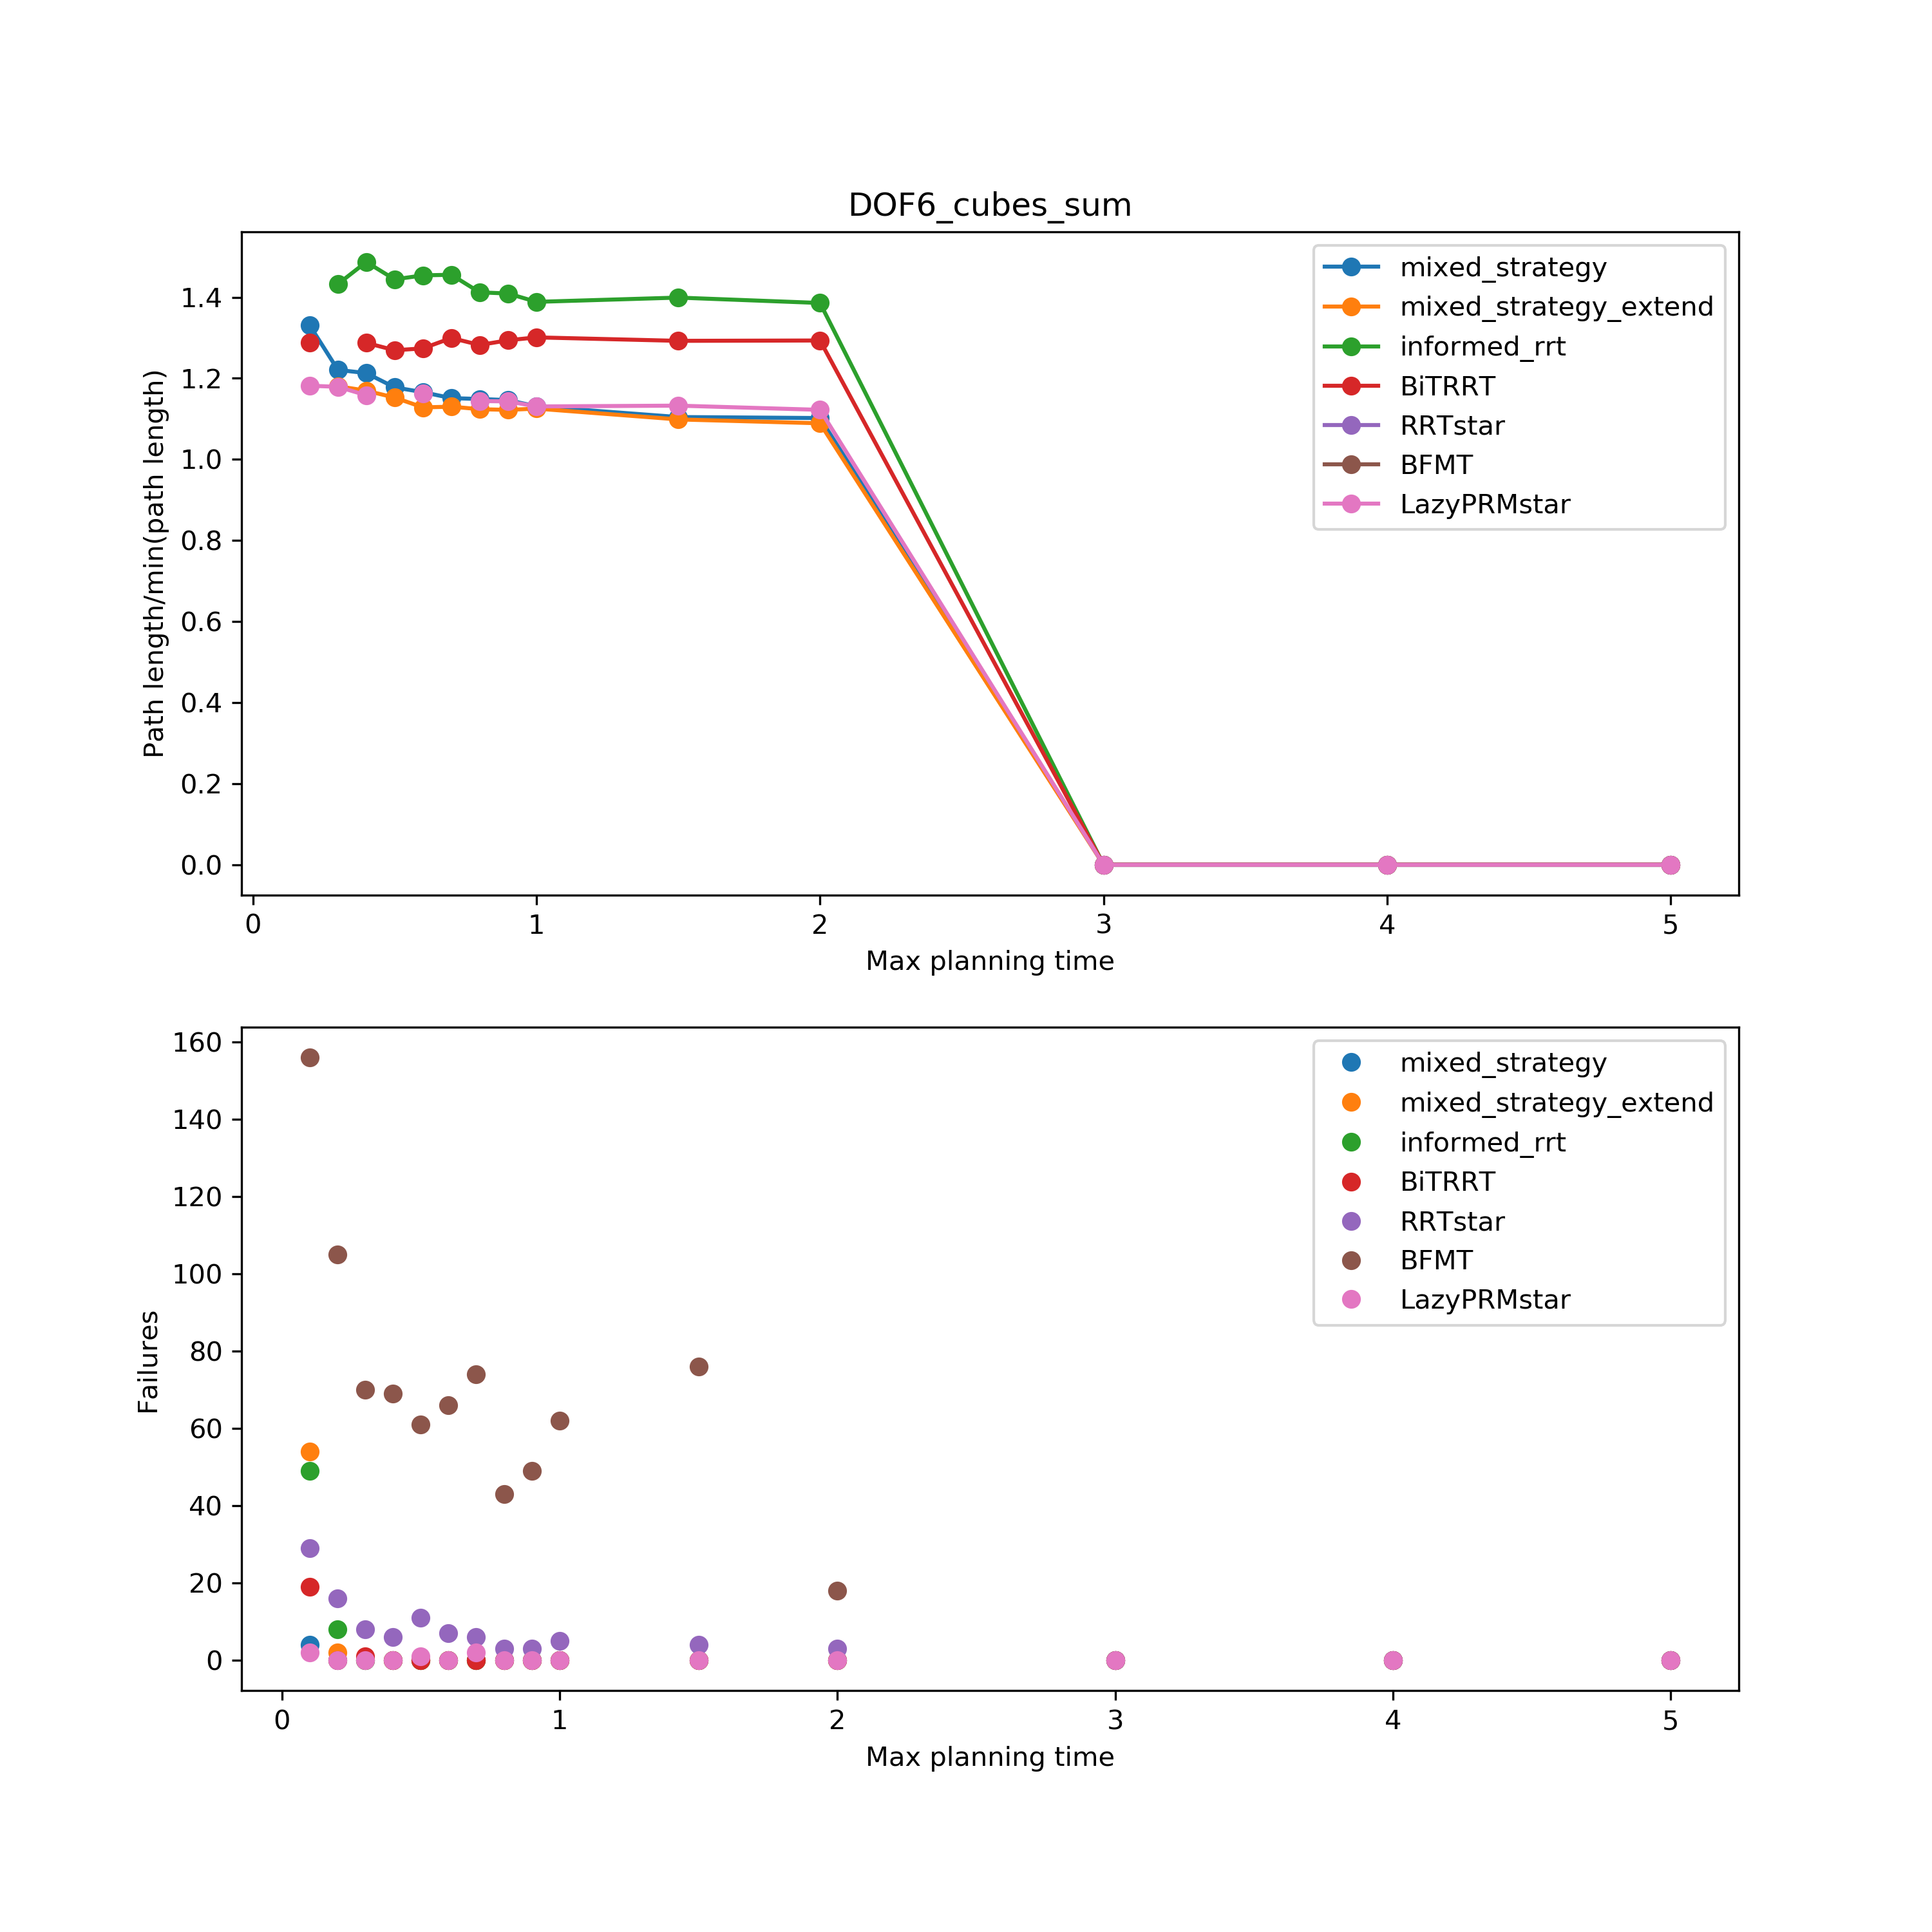 DOF6_cubes_sum
Path length/min(path length)
1.4
1.2
1.0
0.8
0.6
0.4
0.2
0.0
0 1 2 3 4 5
Max planning time
mixed_strategy
mixed_strategy_extend
informed_rrt
BiTRRT
RRTstar
BFMT
LazyPRMstar
Failures
160
140
120
100
80
60
40
20
0
0 1 2 3 4 5
Max planning time
mixed_strategy
mixed_strategy_extend
informed_rrt
BiTRRT
RRTstar
BFMT
LazyPRMstar